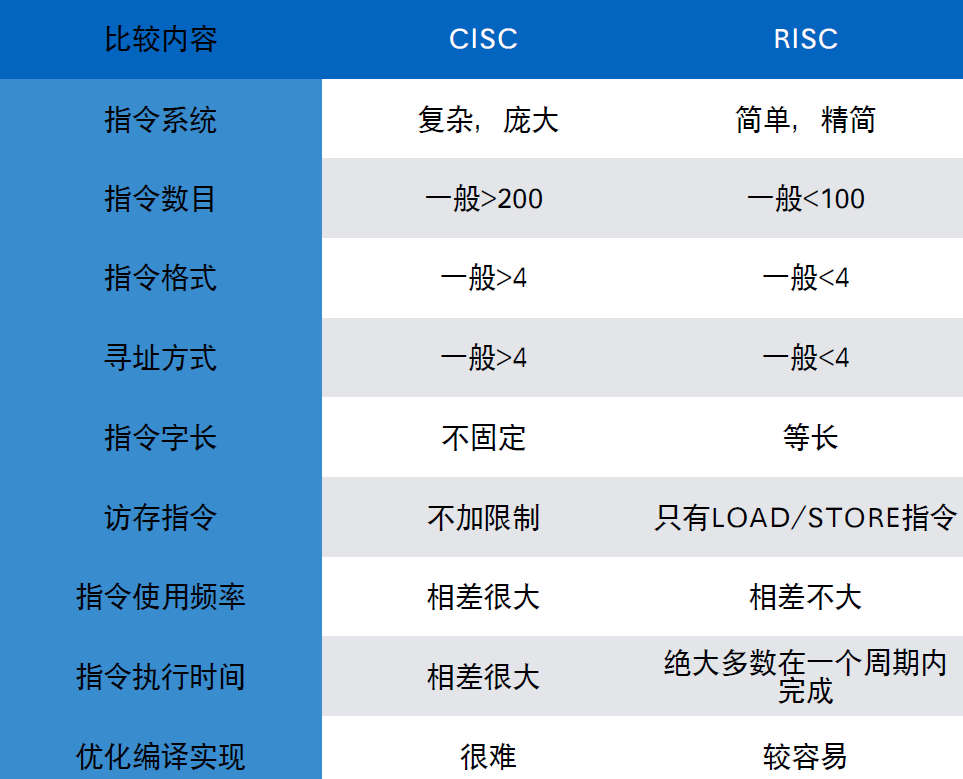 比较内容 CISC RISC
指令系统 复杂，庞大 简单，精简
指令数目 一般>200 一般<100
指令格式 一般>4 一般<4
寻址方式 一般>4 一般<4
指令字长 不固定 等长
访存指令 不加限制 只有LOAD/STORE指令
指令使用频率 相差很大 相差不大
指令执行时间 相差很大 绝大多数在一个周期内
完成
优化编译实现 很难 较容易